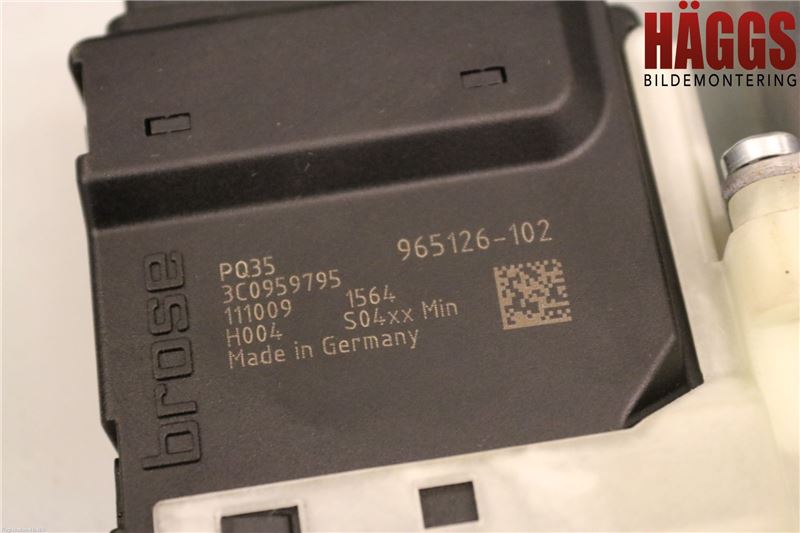 HÄGGS
BILDEMONTERING
brose
PQ35 965126-102
3C0959795
111009 1564
H004 S04xx Min
Made in Germany